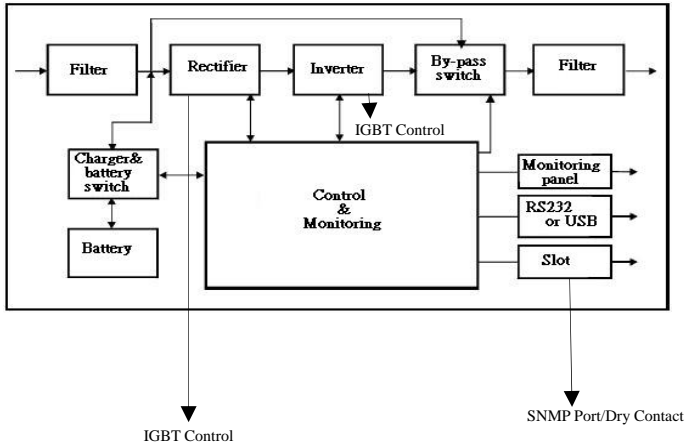 Filter
Rectifier
Inverter
By-pass
switch
Filter
IGBT Control
Charger&
battery
switch
Control
&
Monitoring
Monitoring
panel
RS232
or USB
Battery
Slot
SNMP Port/Dry Contact
IGBT Control